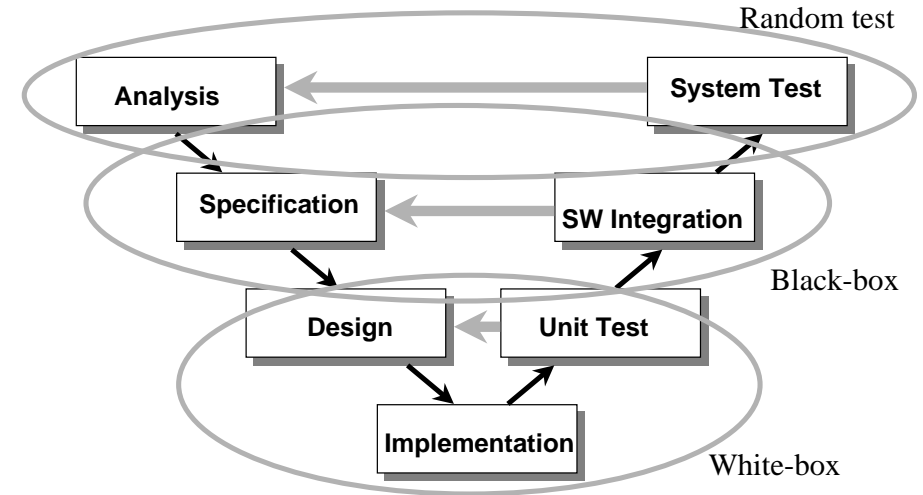 Random test
Analysis
System Test
Specification
SW Integration
Black-box
Design
Unit Test
Implementation
White-box